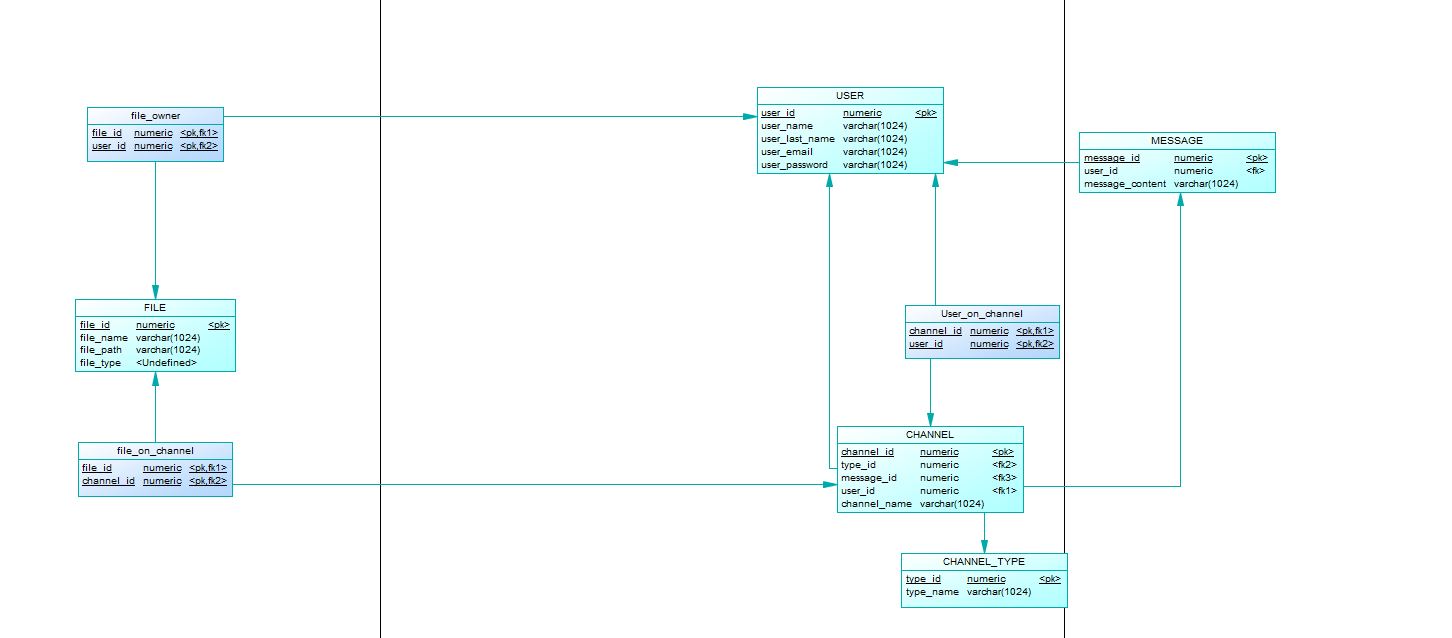 file_owner
file_id numeric <pk,fk1>
user_id numeric <pk,fk2>
USER
user_id numeric <pk>
user_name varchar(1024)
user_last_name varchar(1024)
user_email varchar(1024)
user_password varchar(1024)
MESSAGE
message_id numeric <pk>
user_id numeric <fk>
message_content varchar(1024)
FILE
file_id numeric <pk>
file_name varchar(1024)
file_path varchar(1024)
file_type <Undefined>
User_on_channel
channel_id numeric <pk,fk1>
user_id numeric <pk,fk2>
file_on_channel
file_id numeric <pk,fk1>
channel_id numeric <pk,fk2>
CHANNEL
channel_id numeric <pk>
type_id numeric <fk2>
message_id numeric <fk3>
user_id numeric <fk1>
channel_name varchar(1024)
CHANNEL_TYPE
type_id numeric <pk>
type_name varchar(1024)